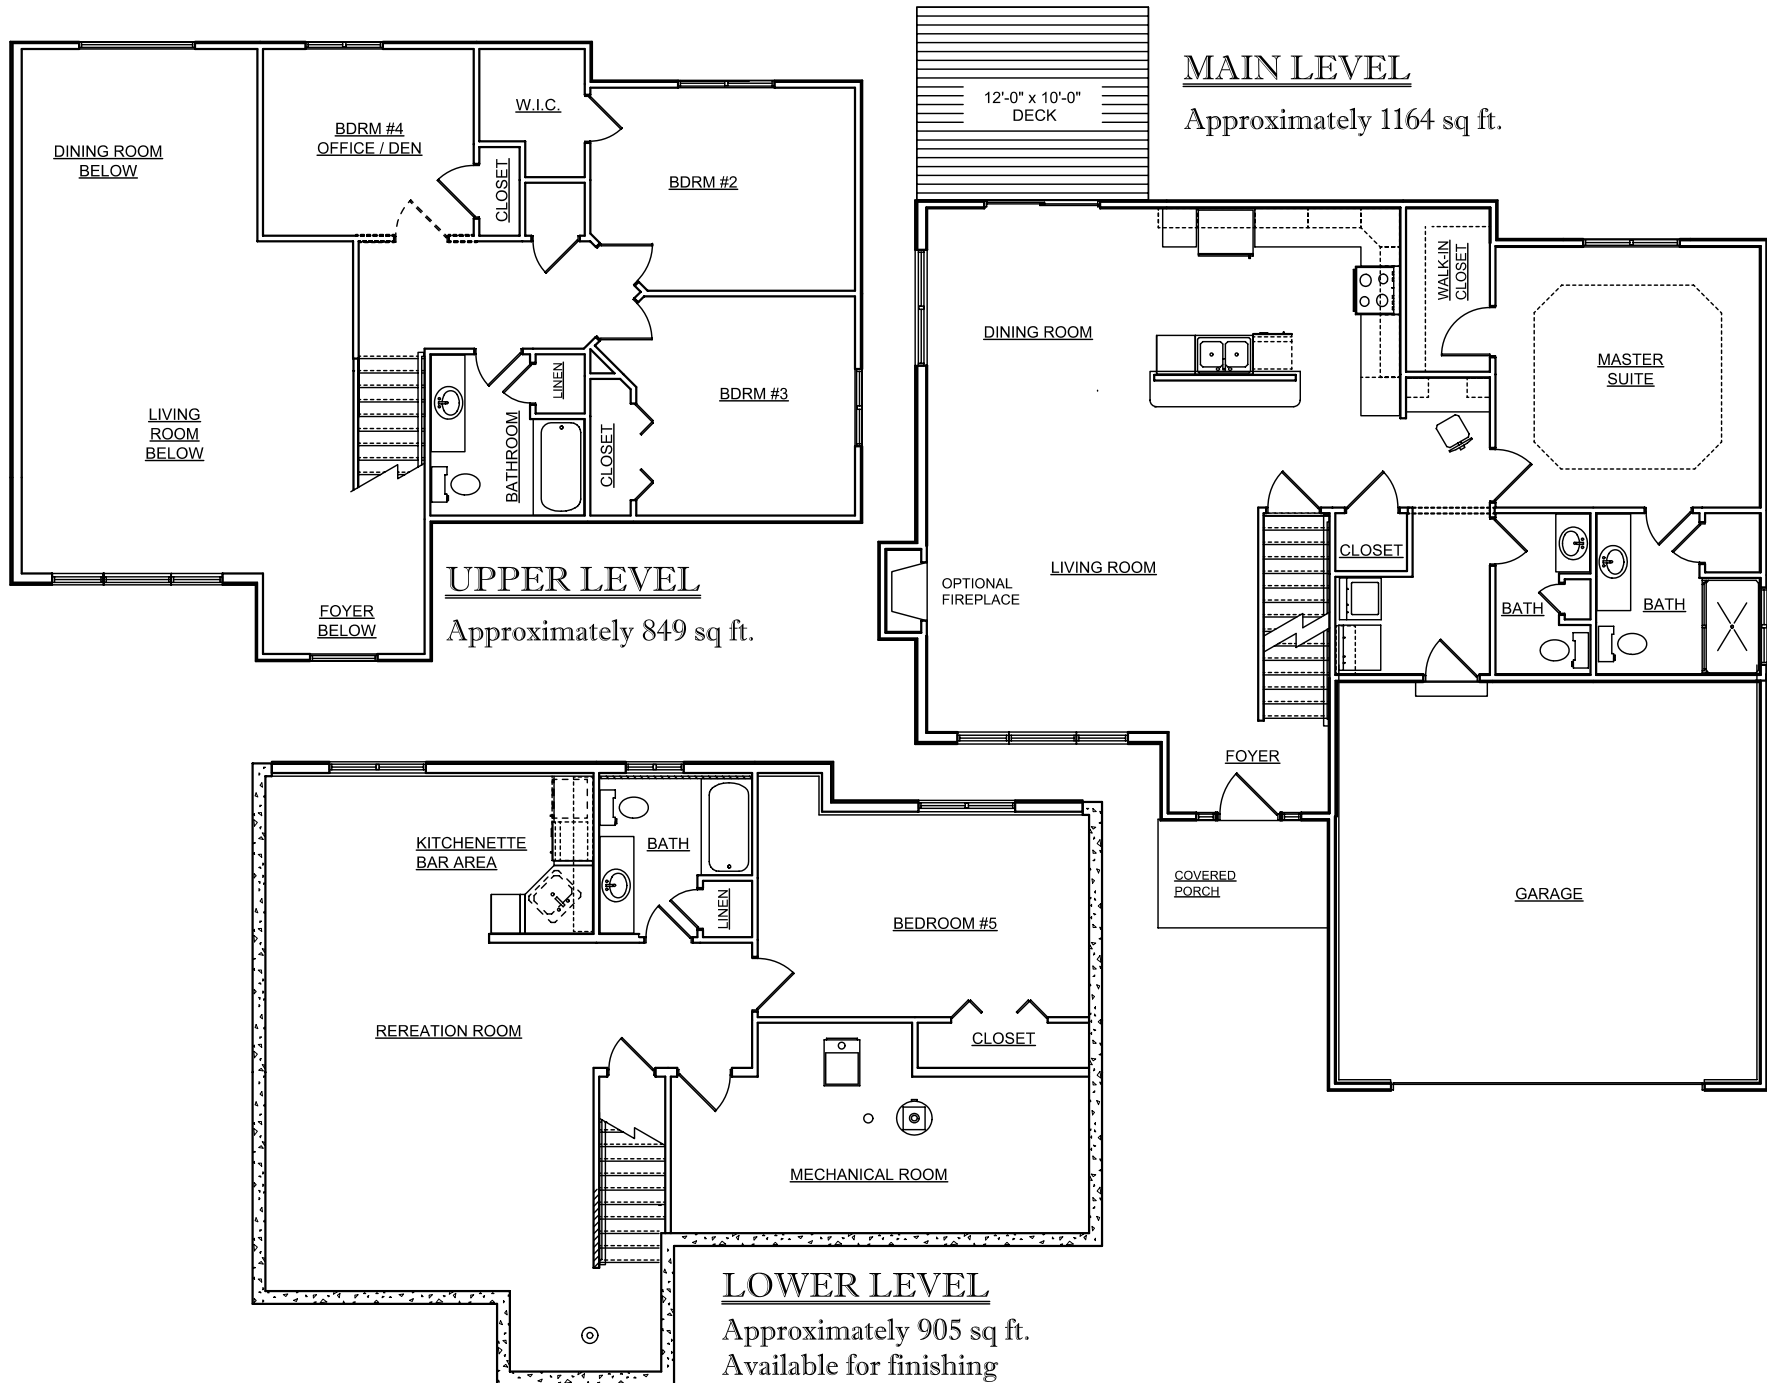 DINING ROOM
BELOW
BDRM #4
OFFICE / DEN
W.I.C.
CLOSET
BDRM #2
LIVING
ROOM
BELOW
BATHROOM
LINEN
CLOSET
BDRM #3
FOYER
BELOW
UPPER LEVEL
Approximately 849 sq ft.
12'-0" x 10'-0"
DECK
MAIN LEVEL
Approximately 1164 sq ft.
DINING ROOM
WALK-IN
CLOSET
MASTER
SUITE
OPTIONAL
FIREPLACE
LIVING ROOM
CLOSET
BATH
BATH
FOYER
COVERED
PORCH
GARAGE
KITCHENETTE
BAR AREA
BATH
LINEN
BEDROOM #5
REREATION ROOM
CLOSET
MECHANICAL ROOM
LOWER LEVEL
Approximately 905 sq ft.
Available for finishing